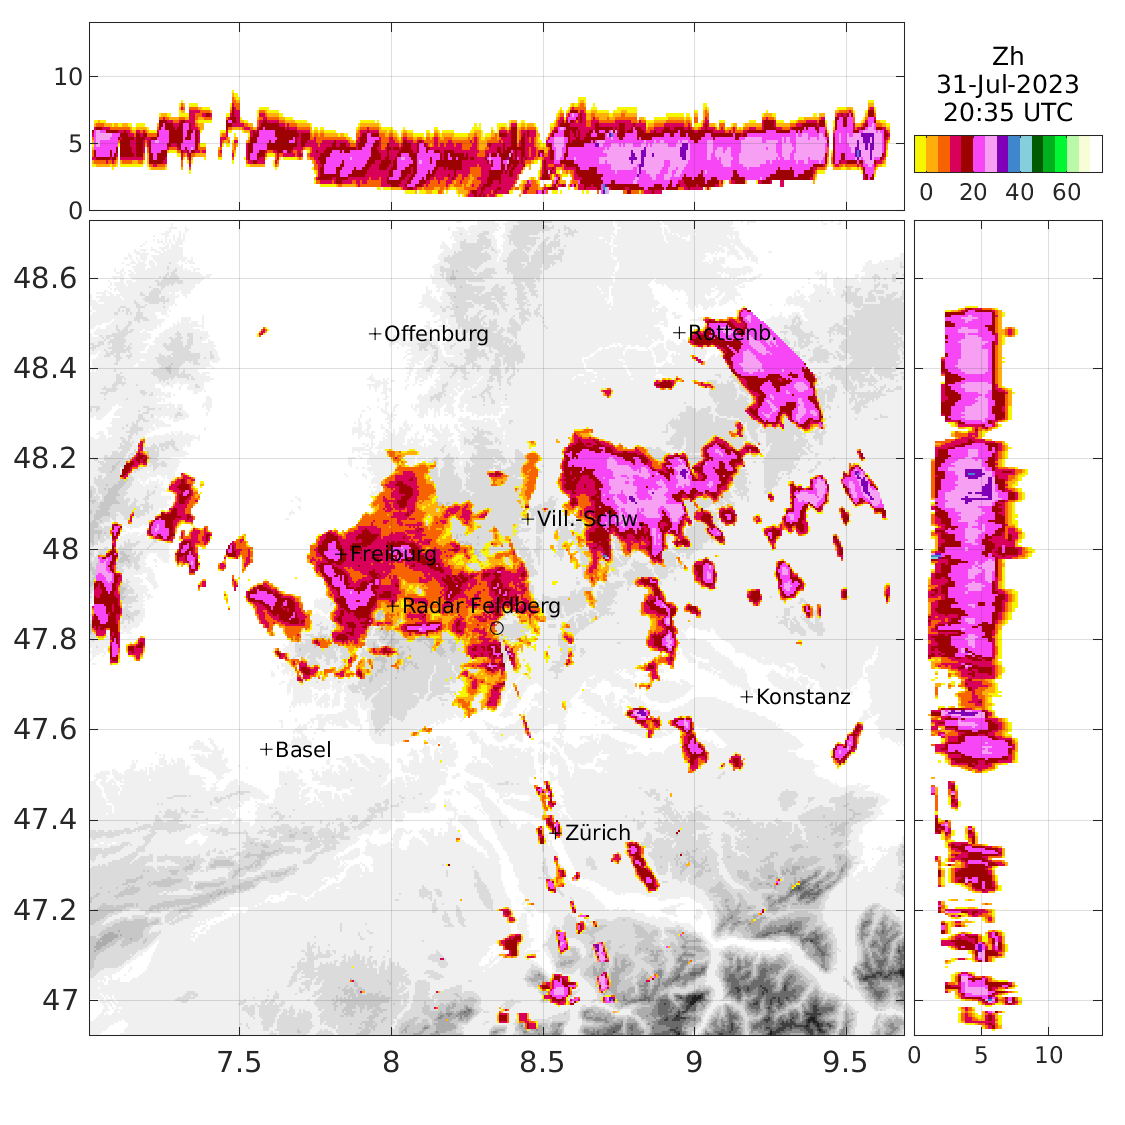 10
5
0
Zh
31-Jul-2023
20:35 UTC
0 20 40 60
48.6
48.4
48.2
48
47.8
47.6
47.4
47.2
47
+Offenburg
+Rottenb.
+Vill.-Schw.
+Freiburg
+Radar Feldberg
+Konstanz
+Basel
+Zürich
7.5 8 8.5 9 9.5
0 5 10